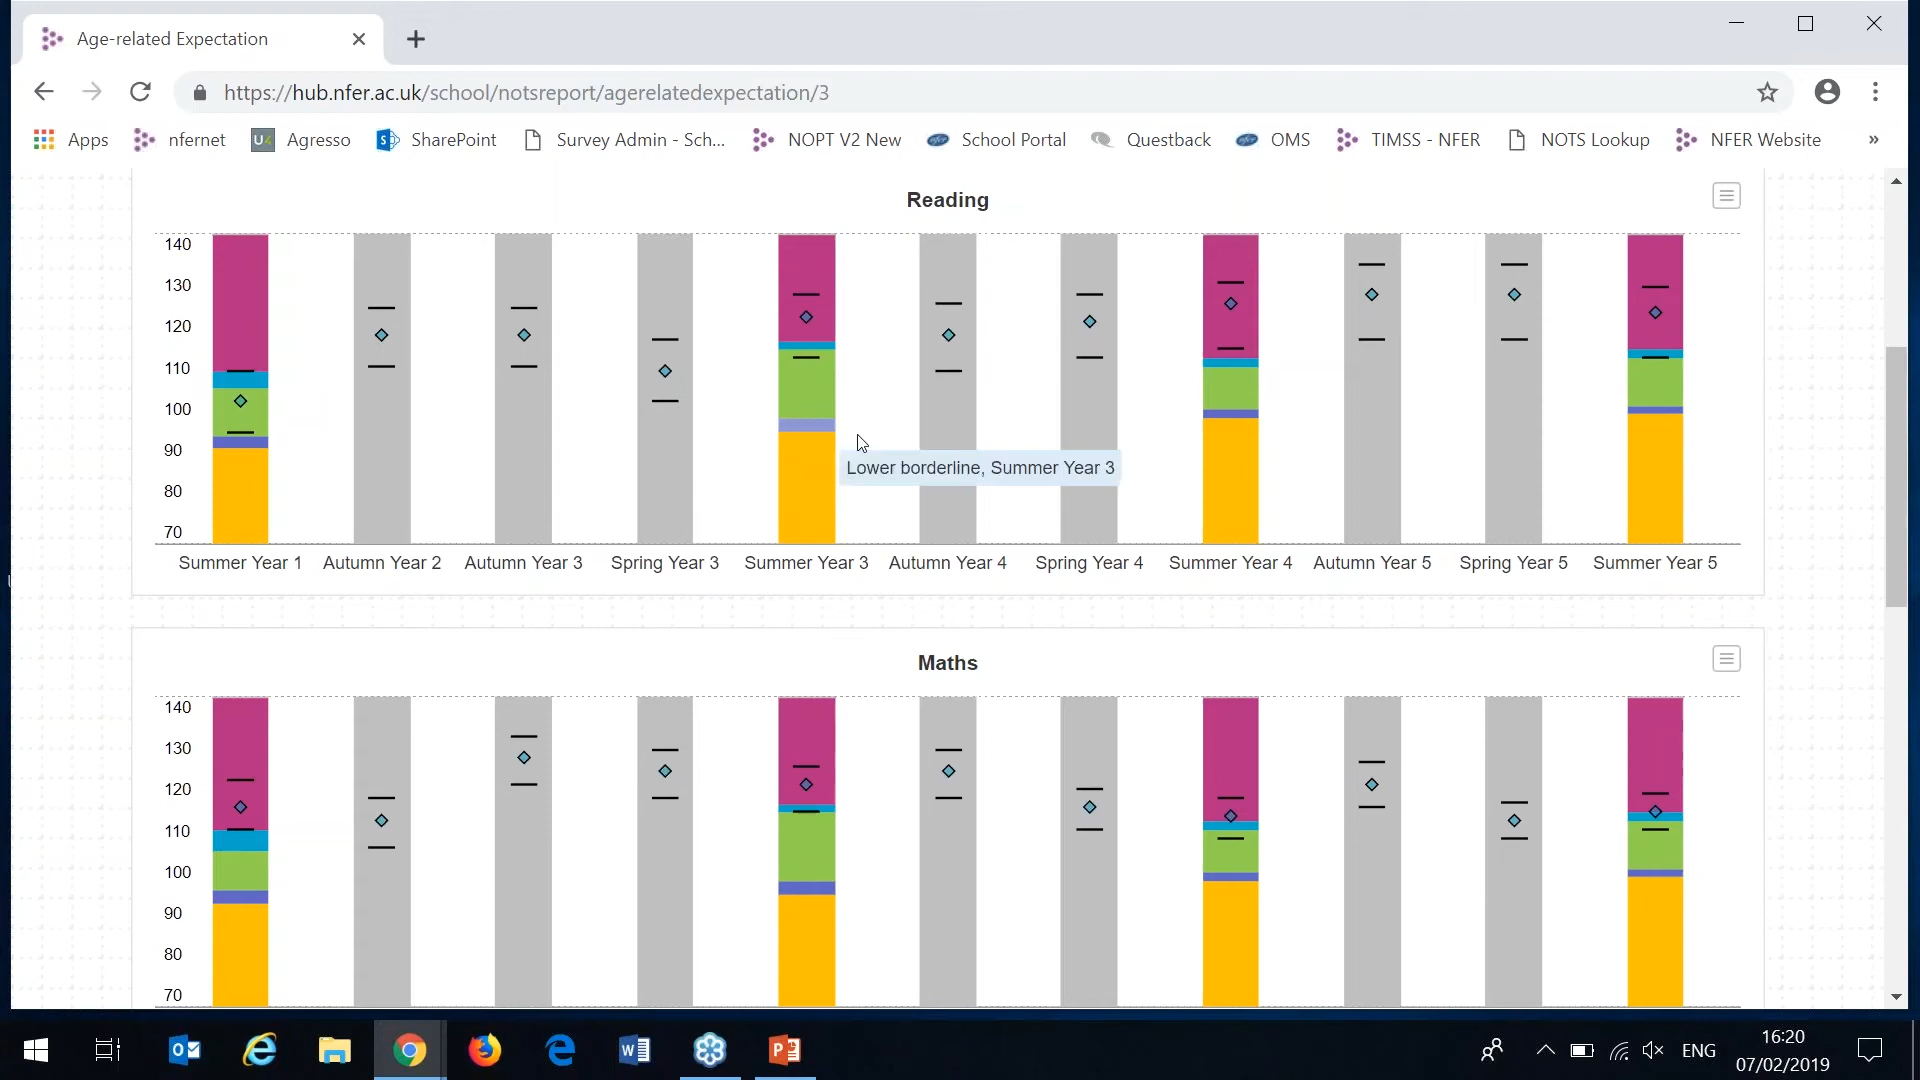 Age-related Expectation
https://hub.nfer.ac.uk/school/notsreport/agerelatedexpectation/3
Apps nfernet U4 Agresso S SharePoint Survey Admin - Sch... NOPT V2 New School Portal Questback OMS TIMSS - NFER NOTS Lookup NFER Website »
Reading
140
130
120
110
100
90
80
70
Lower borderline, Summer Year 3
Summer Year 1 Autumn Year 2 Autumn Year 3 Spring Year 3 Summer Year 3 Autumn Year 4 Spring Year 4 Summer Year 4 Autumn Year 5 Spring Year 5 Summer Year 5
Maths
140
130
120
110
100
90
80
70
ENG
16:20
07/02/2019